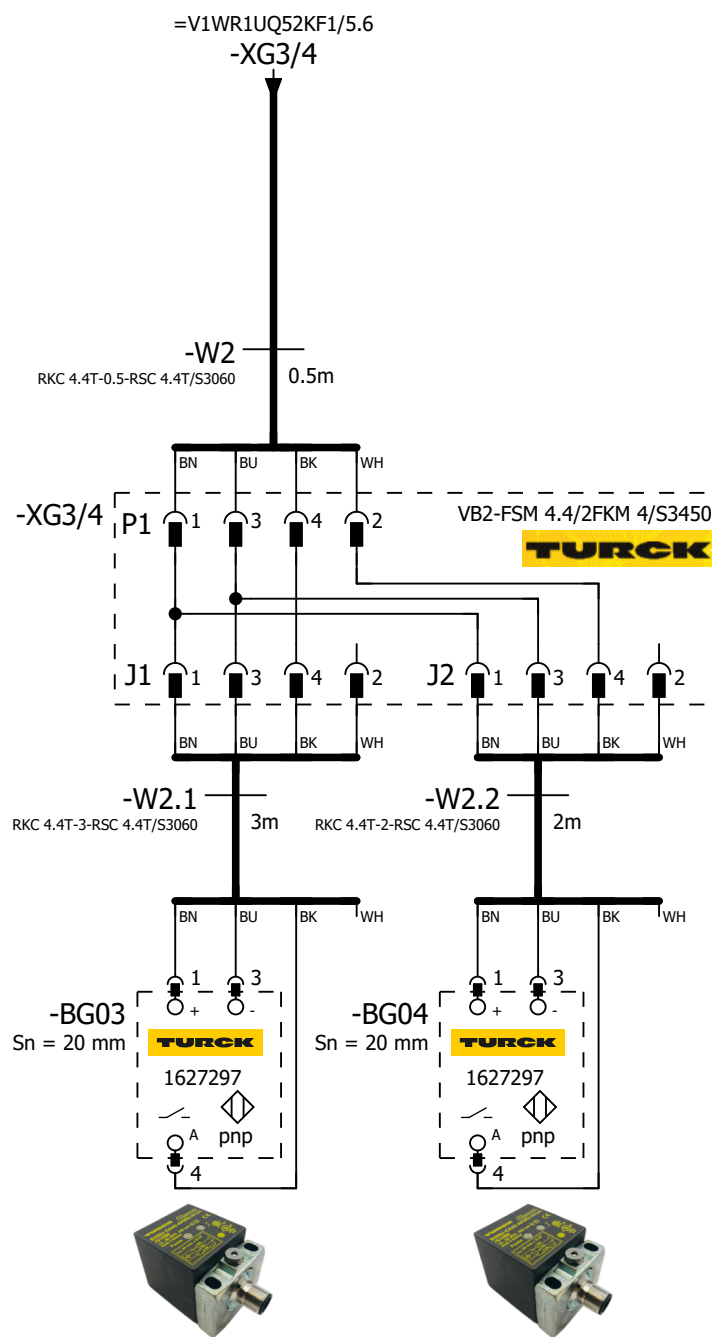 =V1WR1UQ52KF1/5.6
-XG3/4
-W2
RKC 4.4T-0.5-RSC 4.4T/S3060
0.5m
BN BU BK WH
-XG3/4 P1 1 3 4 2 VB2-FSM 4.4/2FKM 4/S3450
TURCK
J1 1 3 4 2 J2 1 3 4 2
BN BU BK WH BN BU BK WH
-W2.1 -W2.2
RKC 4.4T-3-RSC 4.4T/S3060 3m RKC 4.4T-2-RSC 4.4T/S3060 2m
BN BU BK WH BN BU BK WH
1 3 1 3
-BG03 + - -BG04 + -
Sn = 20 mm TURCK Sn = 20 mm TURCK
1627297 1627297
A pnp A pnp
4 4